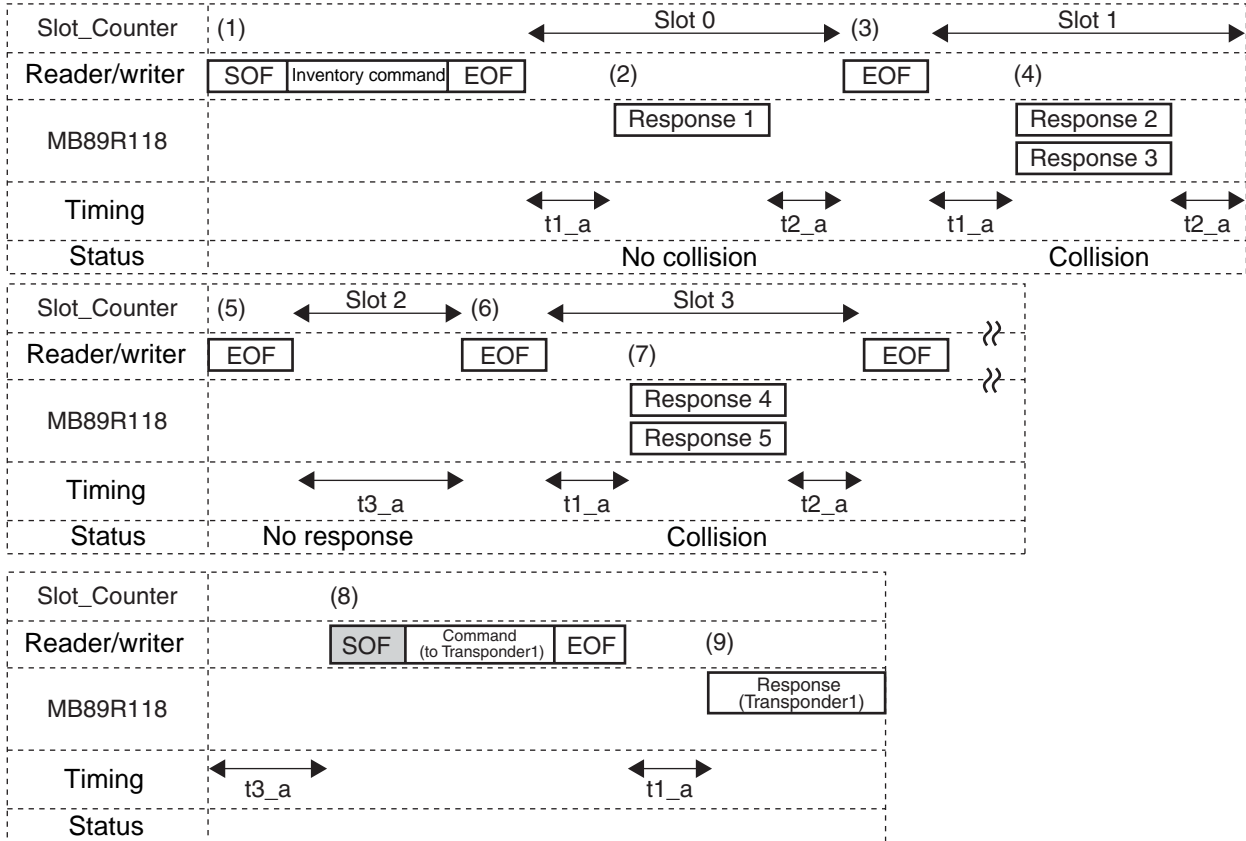 Slot_Counter (1) Slot 0 (3) Slot 1
Reader/writer SOF Inventory command EOF (2) EOF (4)
MB89R118 Response 1 Response 2
Response 3
Timing t1_a t2_a t1_a t2_a
Status No collision Collision
Slot_Counter (5) Slot 2 (6) Slot 3
Reader/writer EOF EOF (7) EOF
MB89R118 Response 4
Response 5
Timing t3_a t1_a t2_a
Status No response Collision
Slot_Counter (8)
Reader/writer SOF Command (to Transponder1) EOF (9)
MB89R118 Response (Transponder1)
Timing t3_a t1_a
Status